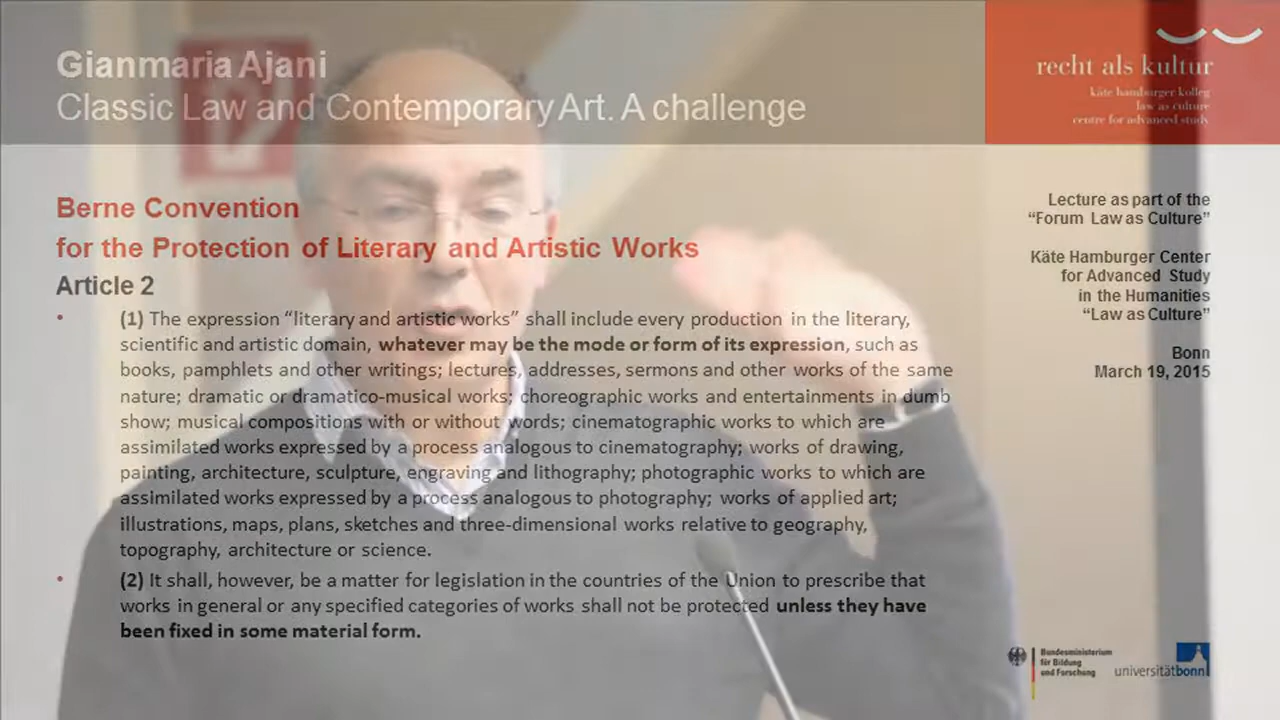 Gianmaria Ajani
Classic Law and Contemporary Art. A challenge
recht als kultur
käte hamburger kolleg
law as culture
centre for advanced study
Berne Convention
for the Protection of Literary and Artistic Works
Article 2
• (1) The expression “literary and artistic works” shall include every production in the literary,
scientific and artistic domain, whatever may be the mode or form of its expression, such as
books, pamphlets and other writings; lectures, addresses, sermons and other works of the same
nature; dramatic or dramatico-musical works; choreographic works and entertainments in dumb
show; musical compositions with or without words; cinematographic works to which are
assimilated works expressed by a process analogous to cinematography; works of drawing,
painting, architecture, sculpture, engraving and lithography; photographic works to which are
assimilated works expressed by a process analogous to photography; works of applied art;
illustrations, maps, plans, sketches and three-dimensional works relative to geography,
topography, architecture or science.
• (2) It shall, however, be a matter for legislation in the countries of the Union to prescribe that
works in general or any specified categories of works shall not be protected unless they have
been fixed in some material form.
Lecture as part of the
“Forum Law as Culture”
Käte Hamburger Center
for Advanced Study
in the Humanities
“Law as Culture”
Bonn
March 19, 2015
Bundesministerium
für Bildung
und Forschung
universitätbonn